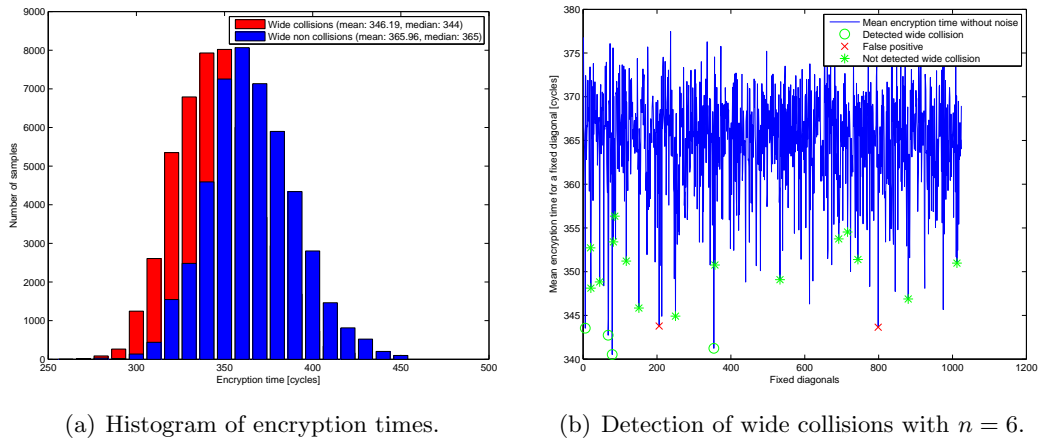 Wide collisions (mean: 346.19, median: 344)
Wide non collisions (mean: 365.96, median: 365)
Number of samples
9000
8000
7000
6000
5000
4000
3000
2000
1000
0
250
300
350
400
450
500
Encryption time [cycles]
(a) Histogram of encryption times.
Mean encryption time without noise
Detected wide collision
False positive
Not detected wide collision
Mean encryption time for a fixed diagonal [cycles]
380
375
370
365
360
355
350
345
340
0
200
400
600
800
1000
1200
Fixed diagonals
(b) Detection of wide collisions with n = 6.